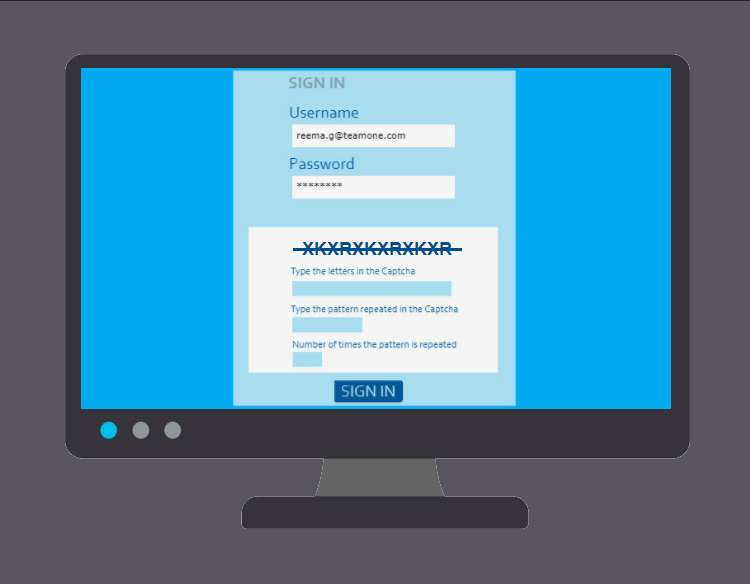 SIGN IN
Username
reema.g@teamone.com
Password
********
XKXRXKXRXKXR
Type the letters in the Captcha
Type the pattern repeated in the Captcha
Number of times the pattern is repeated
SIGN IN